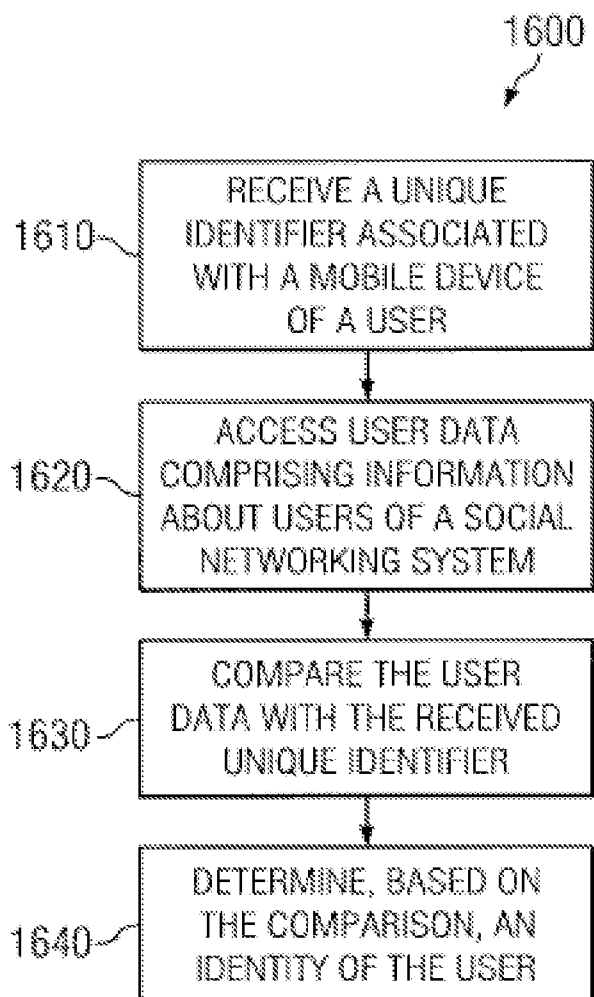 1600
1610
RECEIVE A UNIQUE
IDENTIFIER ASSOCIATED
WITH A MOBILE DEVICE
OF A USER
1620
ACCESS USER DATA
COMPRISING INFORMATION
ABOUT USERS OF A SOCIAL
NETWORKING SYSTEM
1630
COMPARE THE USER
DATA WITH THE RECEIVED
UNIQUE IDENTIFIER
1640
DETERMINE, BASED ON
THE COMPARISON, AN
IDENTITY OF THE USER